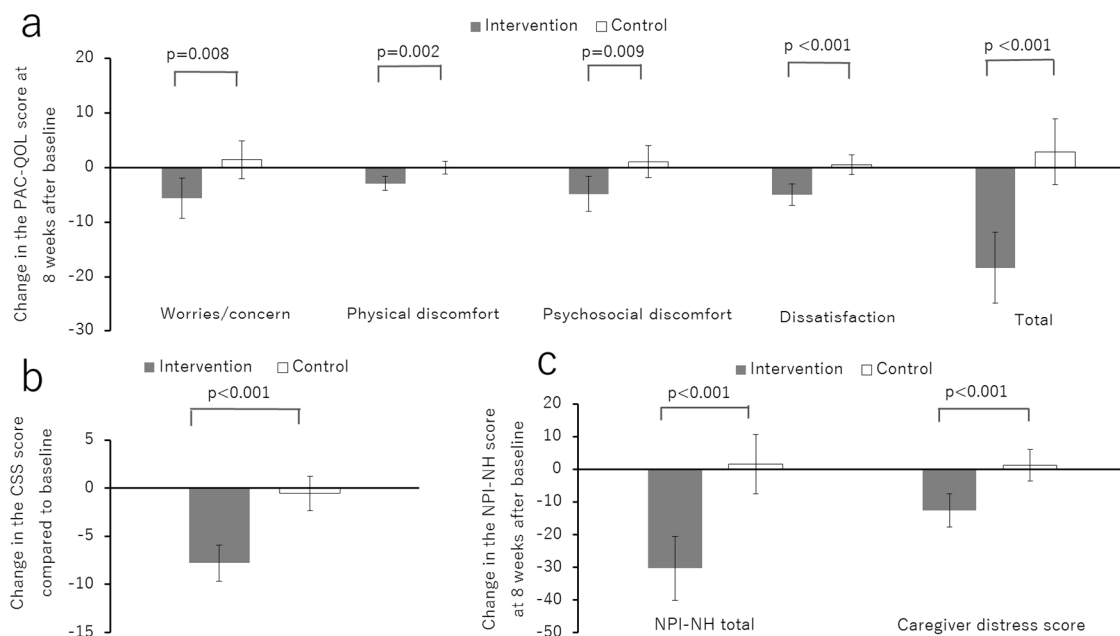 a
Intervention Control
p=0.008 p=0.002 p=0.009 p <0.001 p <0.001
Change in the PAC-QOL score at
8 weeks after baseline
20
10
0
-10
-20
-30
Worries/concern Physical discomfort Psychosocial discomfort Dissatisfaction Total
b
Intervention Control
p<0.001
Change in the CSS score
compared to baseline
5
0
-5
-10
-15
c
Intervention Control
p<0.001 p<0.001
Change in the NPI-NH score
at 8 weeks after baseline
20
10
0
-10
-20
-30
-40
-50
NPI-NH total Caregiver distress score